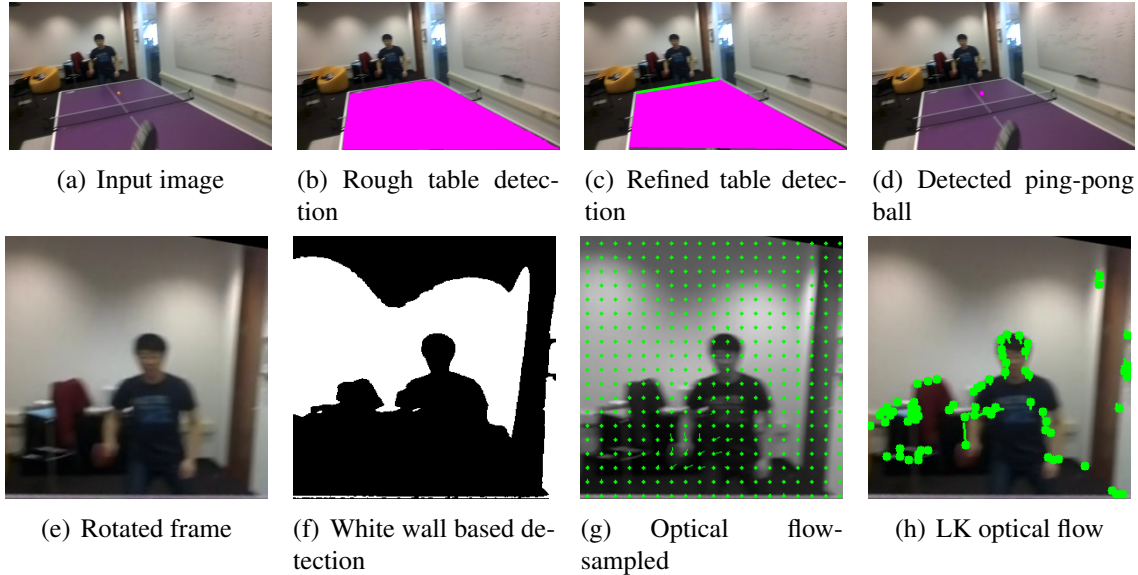 (a) Input image
(b) Rough table detec-
tion
(c) Refined table detec-
tion
(d) Detected ping-pong
ball
(e) Rotated frame
(f) White wall based de-
tection
(g) Optical flow-
sampled
(h) LK optical flow